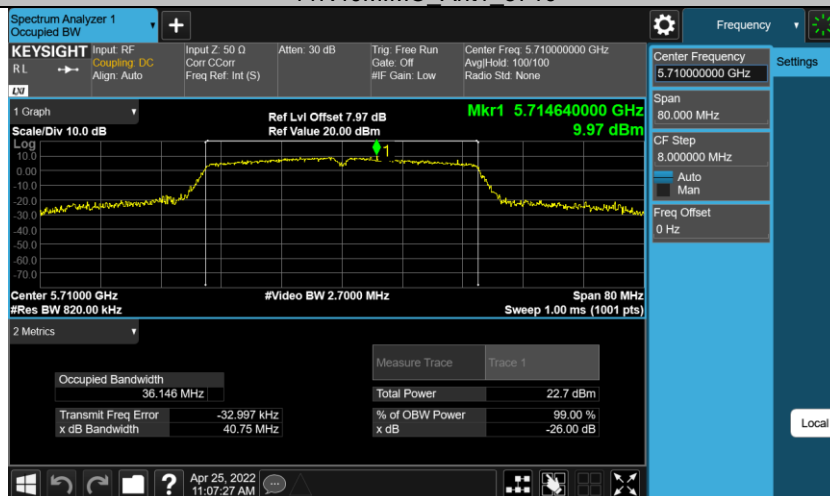 Spectrum Analyzer 1
Occupied BW
Frequency
KEYSIGHT
R L
LXI
Input: RF
Coupling: DC
Align: Auto
Input Z: 50 Ω
Corr CCorr
Freq Ref: Int (S)
Atten: 30 dB
Trig: Free Run
Gate: Off
#IF Gain: Low
Center Freq: 5.710000000 GHz
Avg|Hold: 100/100
Radio Std: None
Center Frequency
5.710000000 GHz
Settings
Span
80.000 MHz
CF Step
8.000000 MHz
Auto
Man
Freq Offset
0 Hz
Local
1 Graph
Scale/Div 10.0 dB
Ref Lvl Offset 7.97 dB
Ref Value 20.00 dBm
Mkr1 5.714640000 GHz
9.97 dBm
Log
10.0
0.00
-10.0
-20.0
-30.0
-40.0
-50.0
-60.0
-70.0
1
Center 5.71000 GHz
#Res BW 820.00 kHz
#Video BW 2.7000 MHz
Span 80 MHz
Sweep 1.00 ms (1001 pts)
2 Metrics
Measure Trace
Trace 1
Occupied Bandwidth
36.146 MHz
Total Power
22.7 dBm
Transmit Freq Error
-32.997 kHz
% of OBW Power
99.00 %
x dB Bandwidth
40.75 MHz
x dB
-26.00 dB
Apr 25, 2022
11:07:27 AM